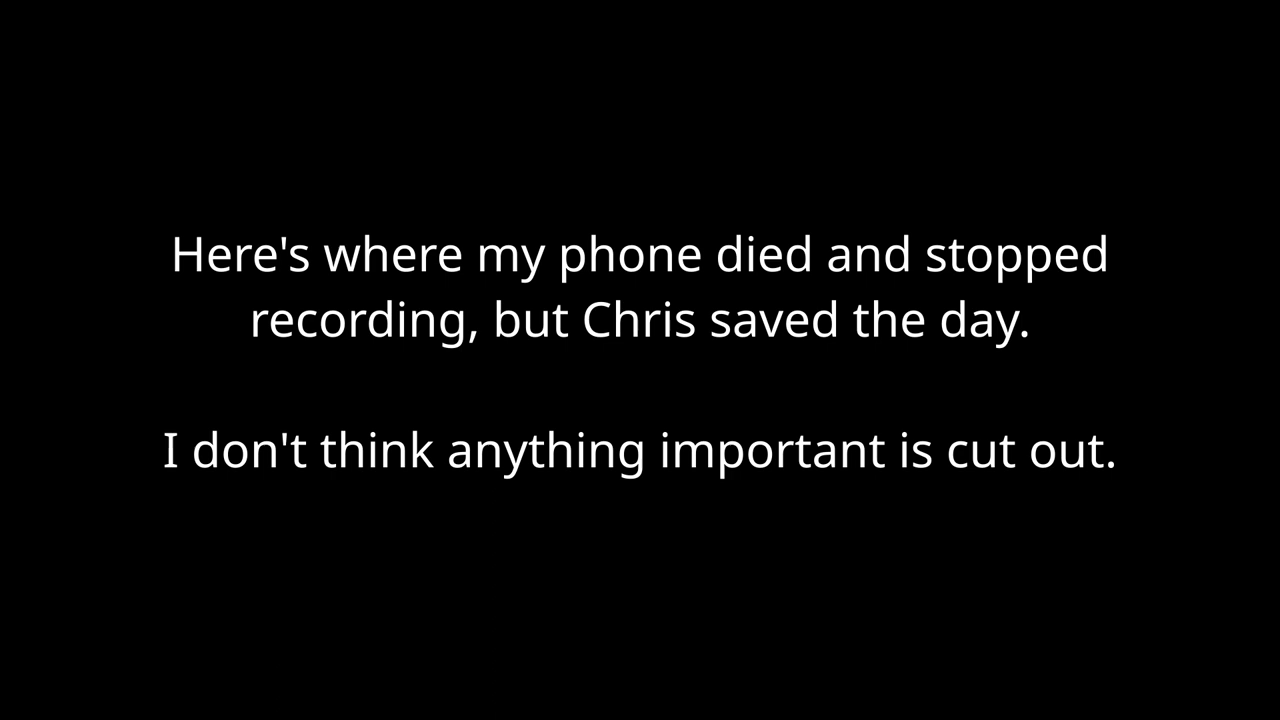 Here's where my phone died and stopped
recording, but Chris saved the day.
I don't think anything important is cut out.